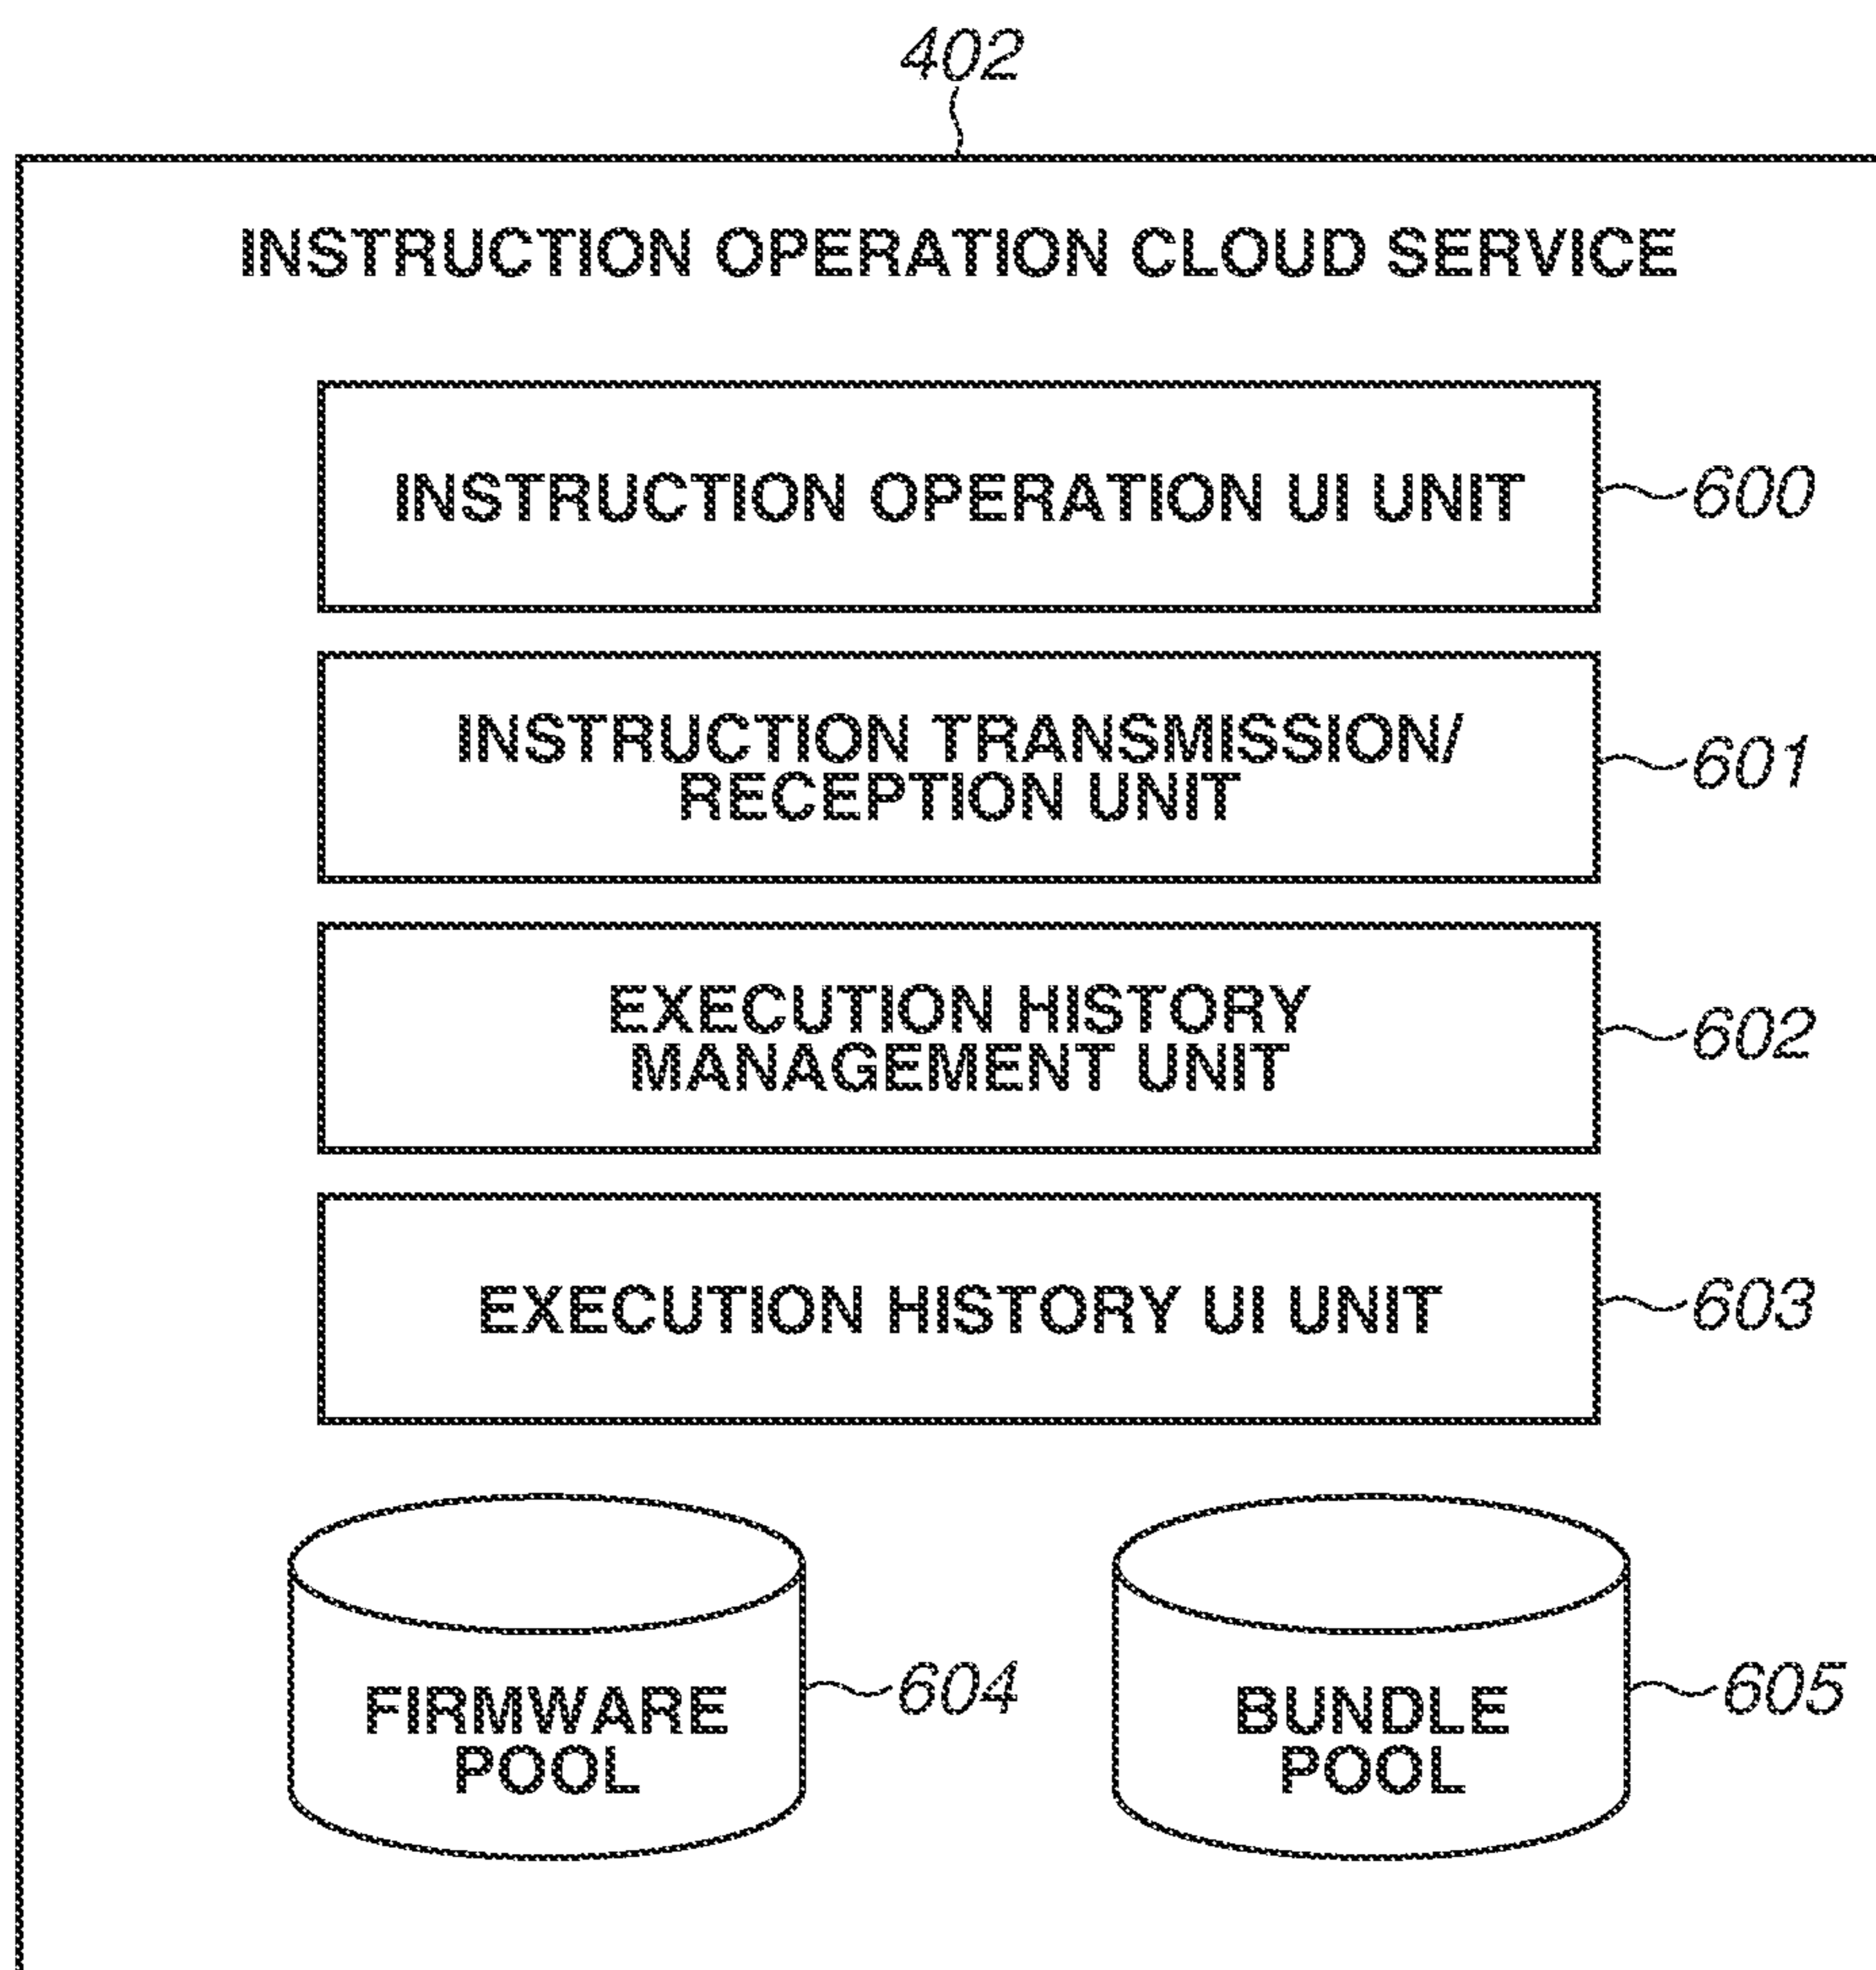 402
INSTRUCTION OPERATION CLOUD SERVICE
INSTRUCTION OPERATION UI UNIT
600
INSTRUCTION TRANSMISSION/
RECEPTION UNIT
601
EXECUTION HISTORY
MANAGEMENT UNIT
602
EXECUTION HISTORY UI UNIT
603
FIRMWARE
POOL
604
BUNDLE
POOL
605